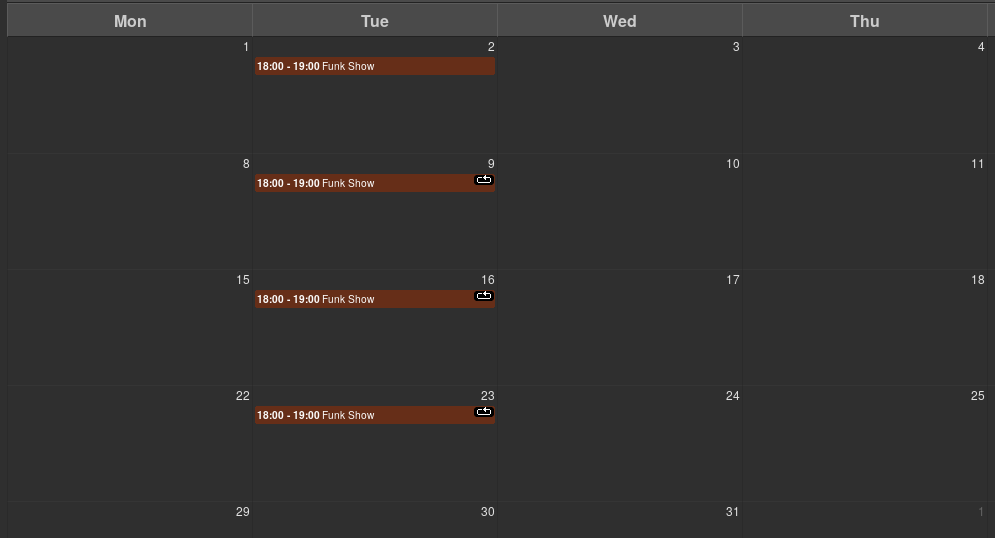 Mon Tue Wed Thu
1 2 3 4
18:00 - 19:00 Funk Show
8 9 10 11
18:00 - 19:00 Funk Show
15 16 17 18
18:00 - 19:00 Funk Show
22 23 24 25
18:00 - 19:00 Funk Show
29 30 31 1